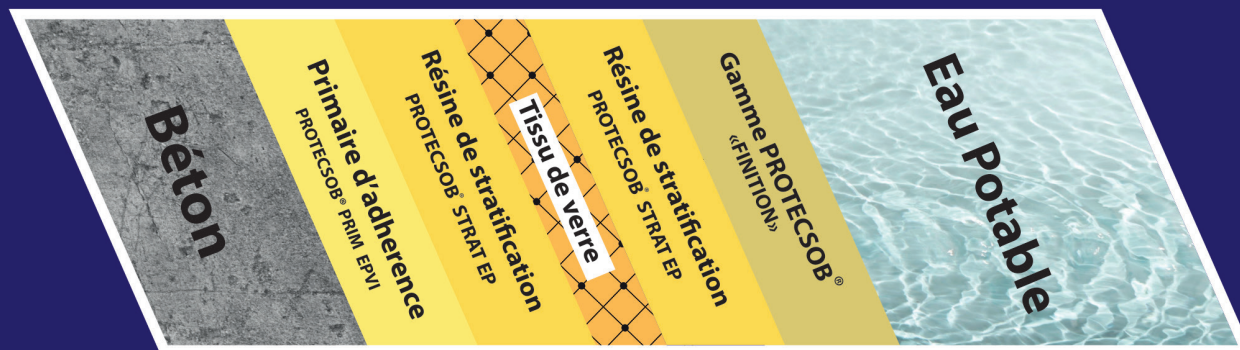 Béton
Primaire d'adherence
PROTECSOB® PRIM EPVI
Résine de stratification
PROTECSOB® STRAT EP
Tissu de verre
Résine de stratification
PROTECSOB® STRAT EP
Gamme PROTECSOB®
«FINITION»
Eau Potable